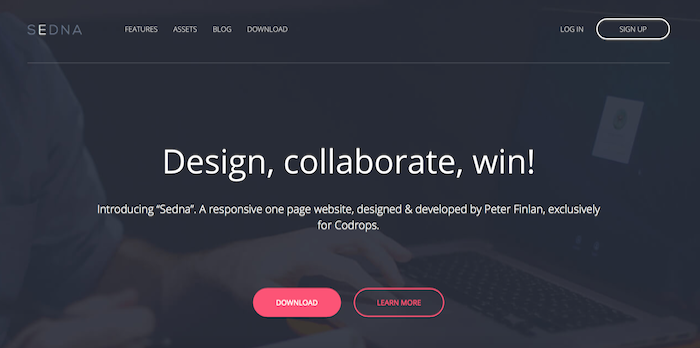 SEDNA FEATURES ASSETS BLOG DOWNLOAD LOG IN SIGN UP
Design, collaborate, win!
Introducing “Sedna”. A responsive one page website, designed & developed by Peter Finlan, exclusively
for Codrops.
DOWNLOAD LEARN MORE